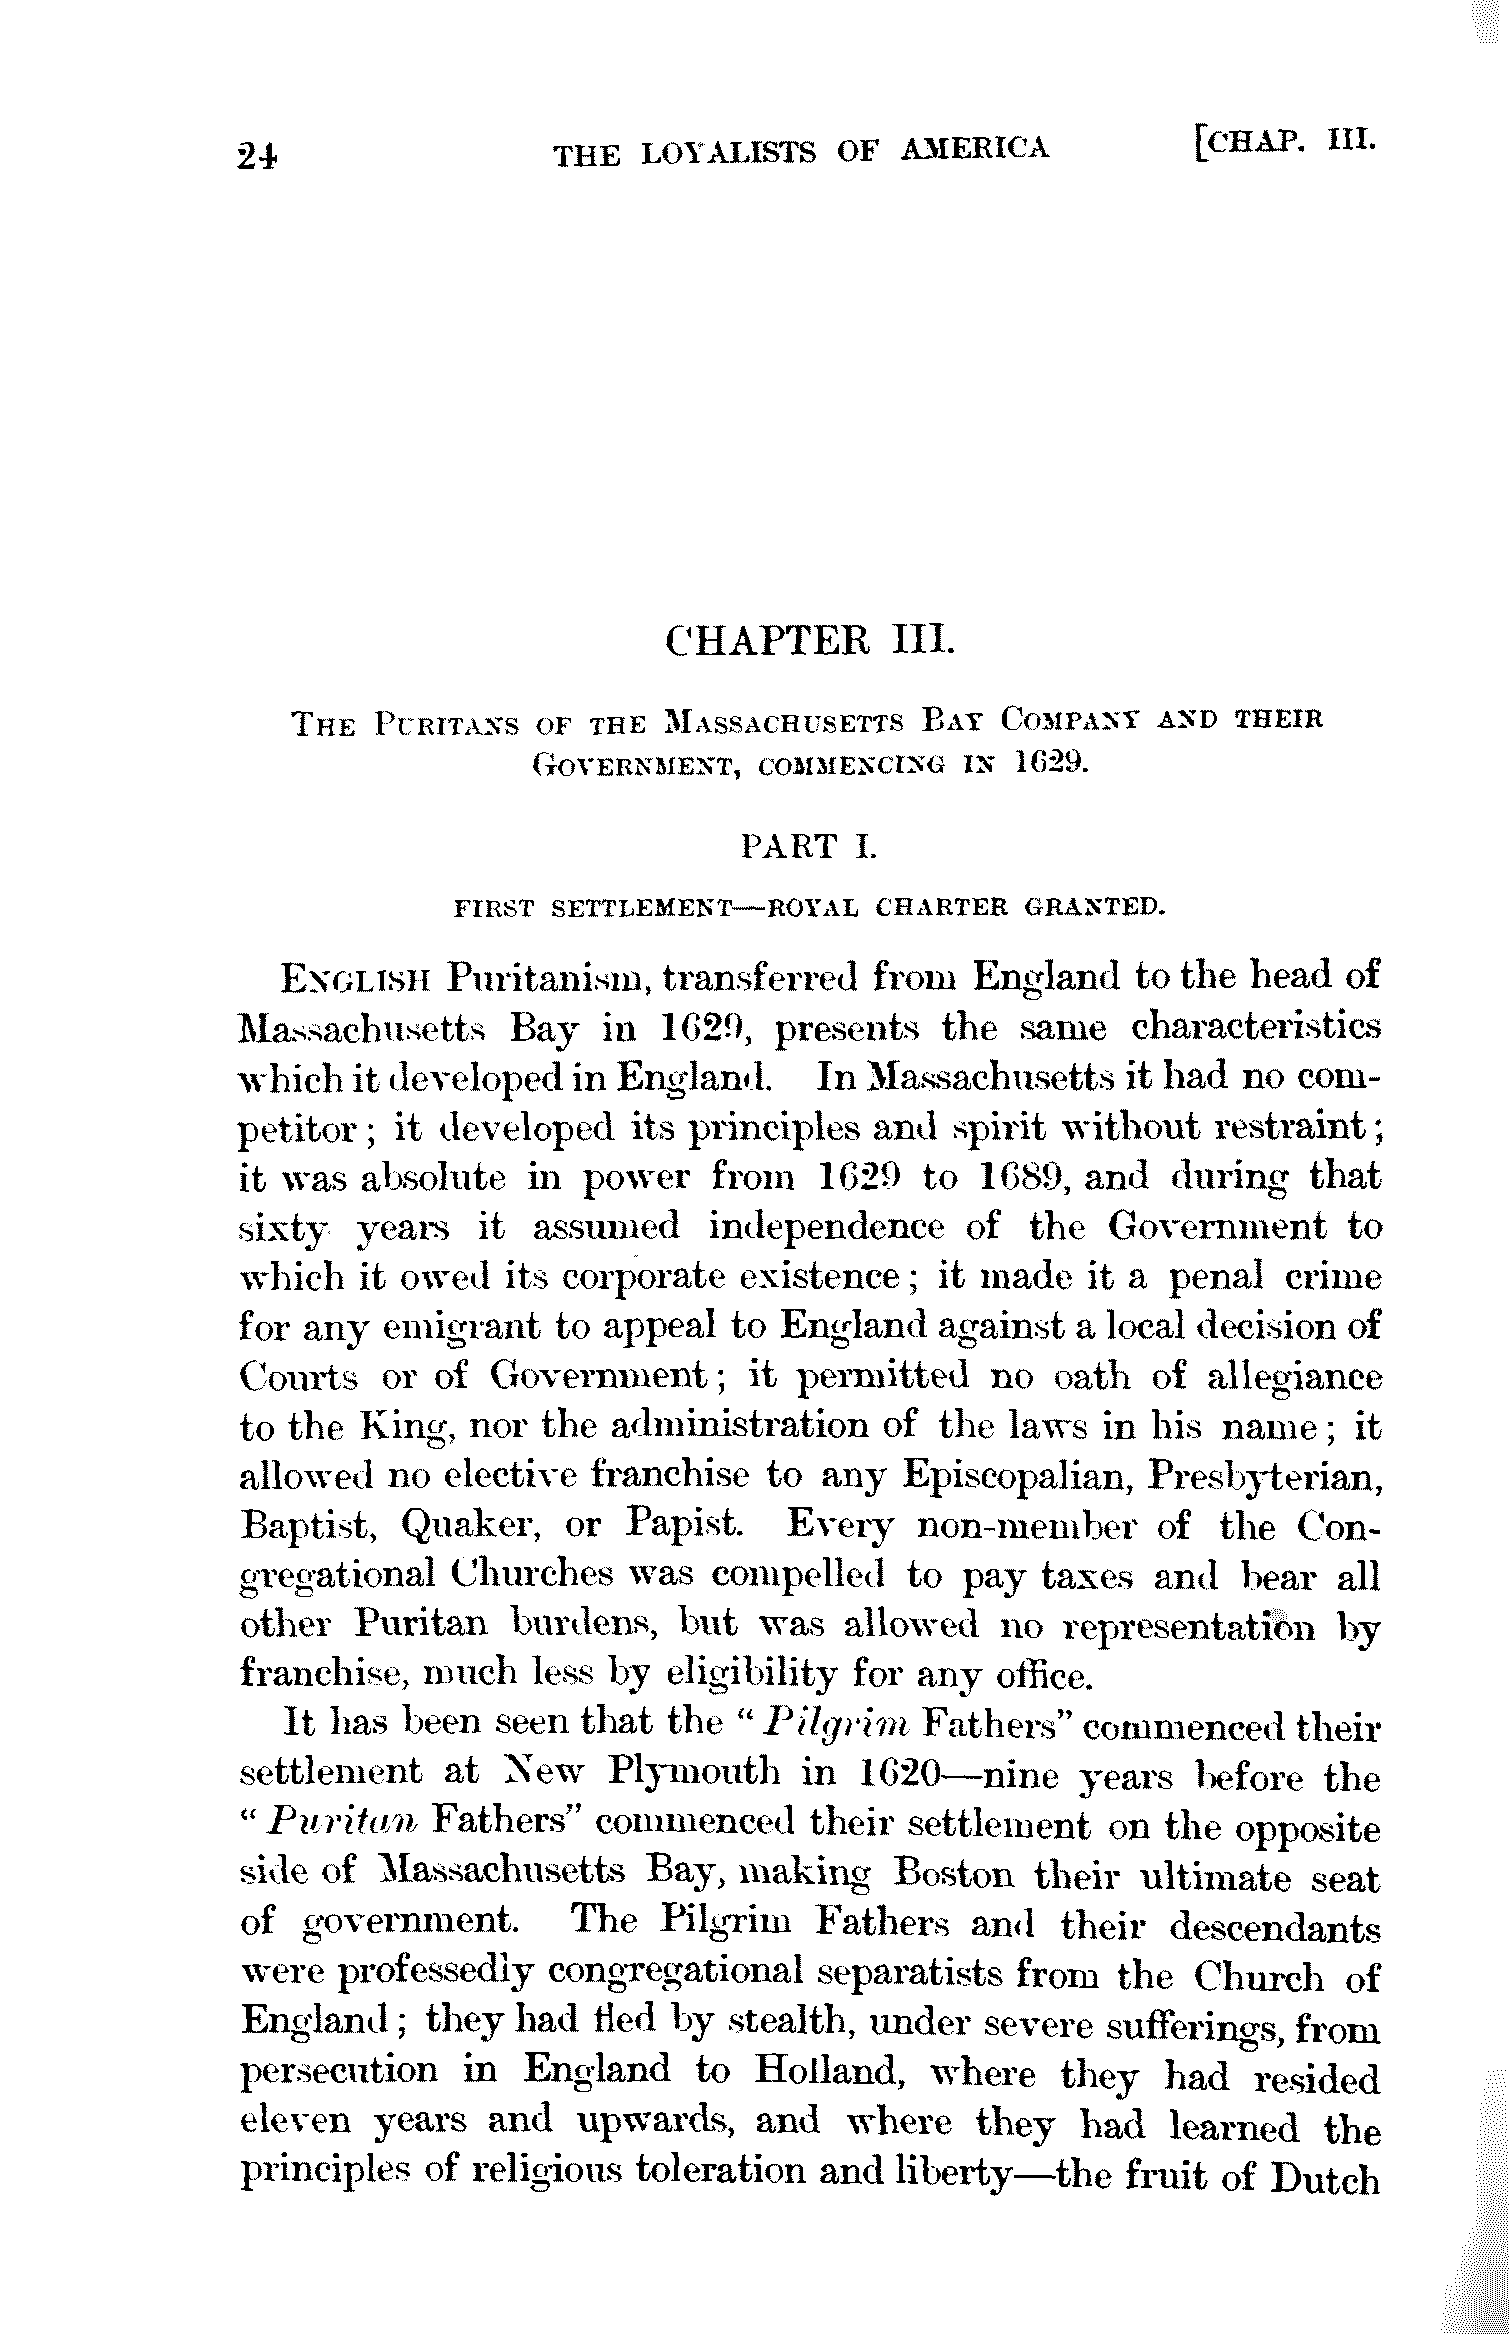 24 THE LOYALISTS OF AMERICA [CHAP. III.
CHAPTER III.
THE PURITANS OF THE MASSACHUSETTS BAY COMPANY AND THEIR
GOVERNMENT, COMMENCING IN 1629.
PART I.
FIRST SETTLEMENT—ROYAL CHARTER GRANTED.
ENGLISH Puritanism, transferred from England to the head of
Massachusetts Bay in 1629, presents the same characteristics
which it developed in England. In Massachusetts it had no com-
petitor; it developed its principles and spirit without restraint;
it was absolute in power from 1629 to 1689, and during that
sixty years it assumed independence of the Government to
which it owed its corporate existence; it made it a penal crime
for any emigrant to appeal to England against a local decision of
Courts or of Government; it permitted no oath of allegiance
to the King, nor the administration of the laws in his name; it
allowed no elective franchise to any Episcopalian, Presbyterian,
Baptist, Quaker, or Papist. Every non-member of the Con-
gregational Churches was compelled to pay taxes and bear all
other Puritan burdens, but was allowed no representation by
franchise, much less by eligibility for any office.
It has been seen that the "Pilgrim Fathers" commenced their
settlement at New Plymouth in 1620—nine years before the
"Puritan Fathers" commenced their settlement on the opposite
side of Massachusetts Bay, making Boston their ultimate seat
of government. The Pilgrim Fathers and their descendants
were professedly congregational separatists from the Church of
England; they had fled by stealth, under severe sufferings, from
persecution in England to Holland, where they had resided
eleven years and upwards, and where they had learned the
principles of religious toleration and liberty—the fruit of Dutch